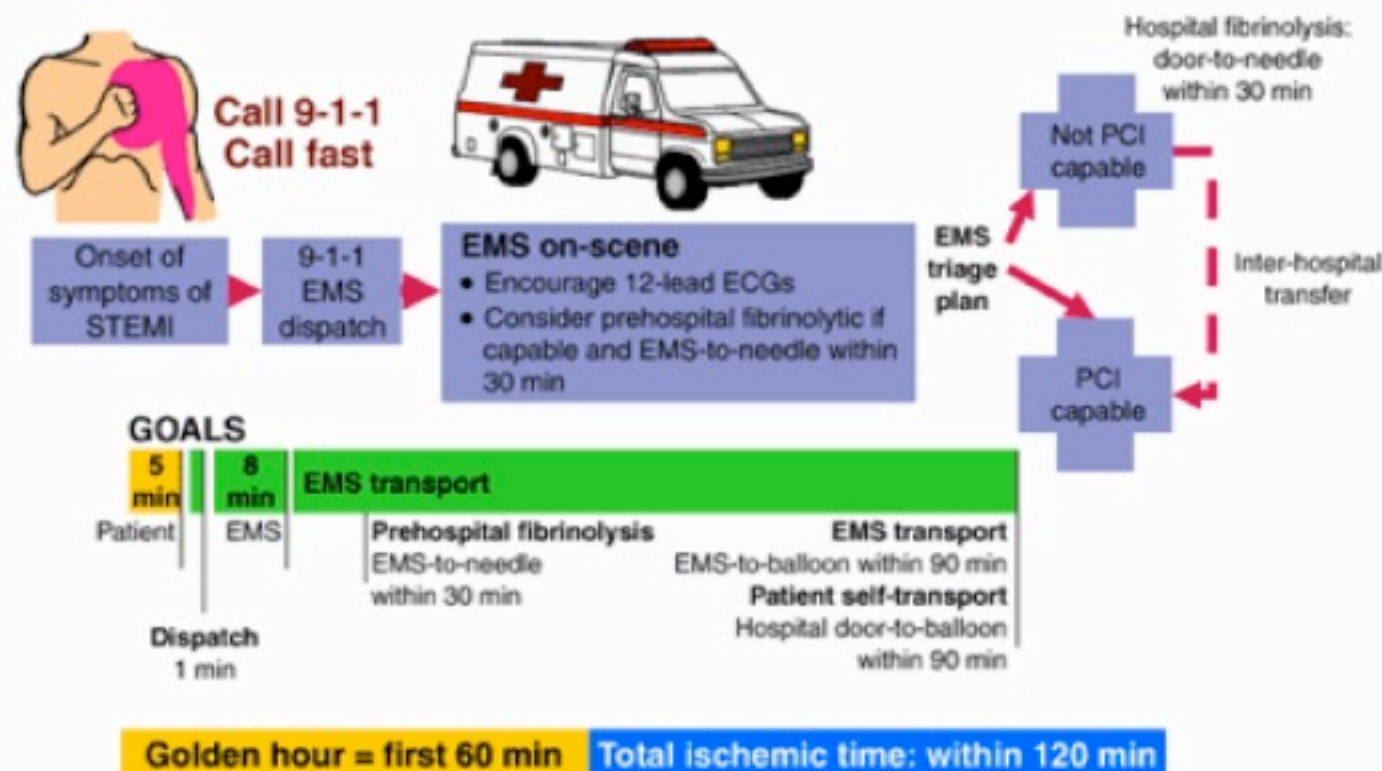 Call 9-1-1
Call fast
Hospital fibrinolysis:
door-to-needle
within 30 min
Not PCI
capable
Onset of
symptoms of
STEMI
9-1-1
EMS
dispatch
EMS on-scene
• Encourage 12-lead ECGs
• Consider prehospital fibrinolytic if
capable and EMS-to-needle within
30 min
EMS
triage
plan
Inter-hospital
transfer
PCI
capable
GOALS
5
min
8
min
EMS transport
Patient
EMS
Dispatch
1 min
Prehospital fibrinolysis
EMS-to-needle
within 30 min
EMS transport
EMS-to-balloon within 90 min
Patient self-transport
Hospital door-to-balloon
within 90 min
Golden hour = first 60 min
Total ischemic time: within 120 min